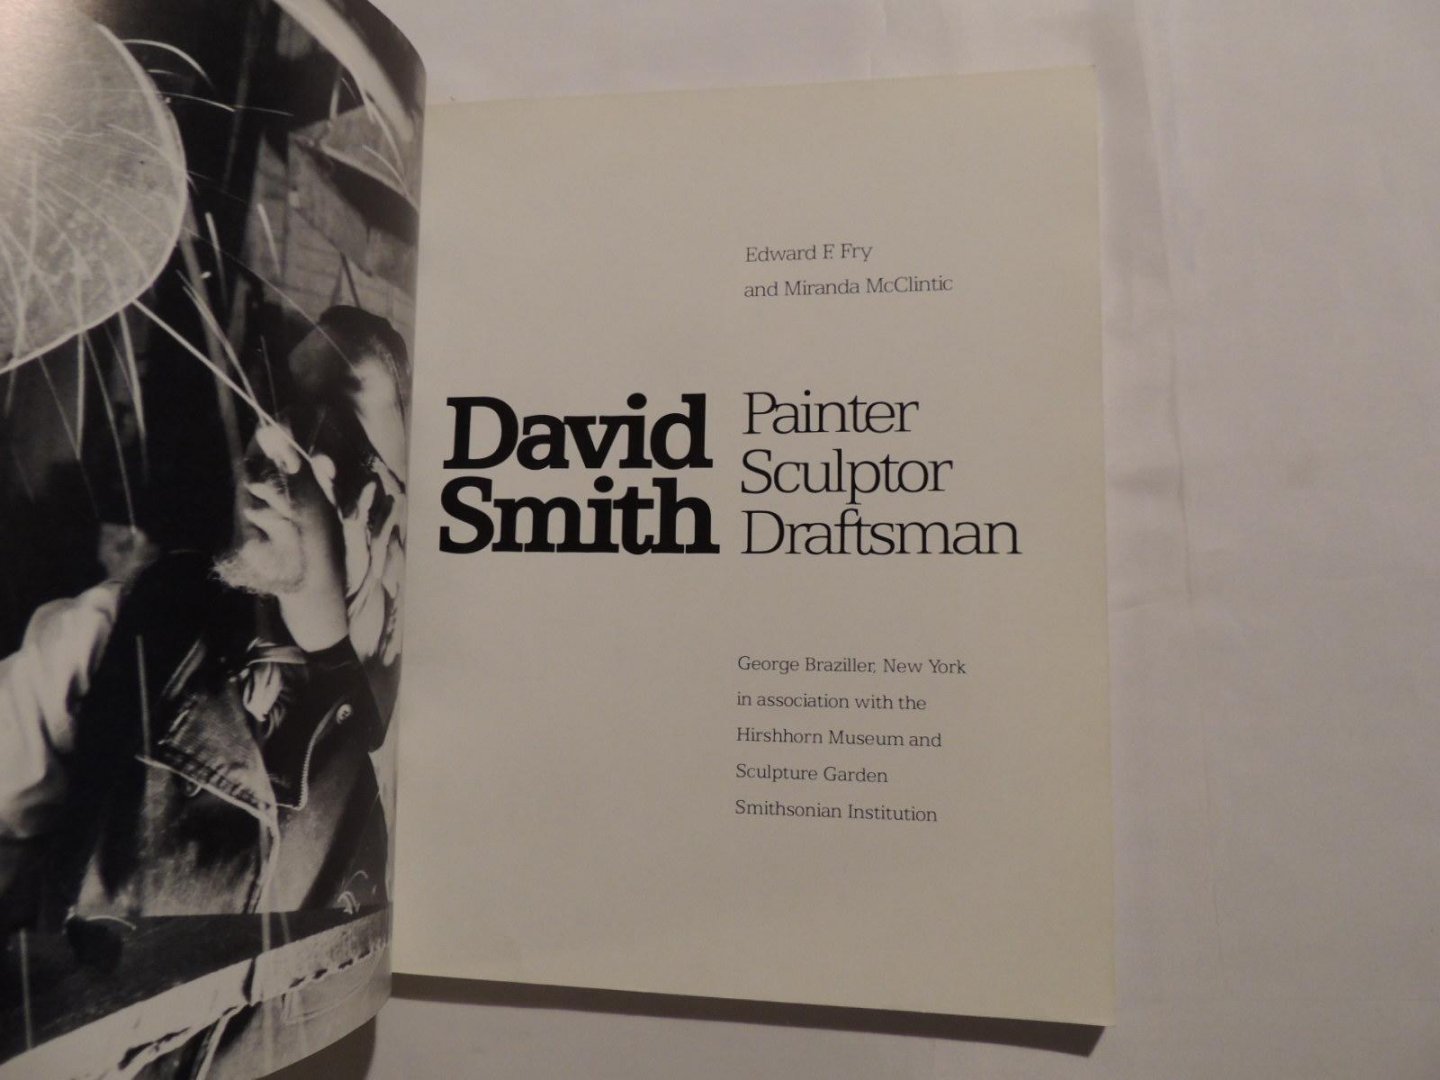 Edward F. Fry
and Miranda McClintic
David
Smith
Painter
Sculptor
Draftsman
George Braziller, New York
in association with the
Hirshhorn Museum and
Sculpture Garden
Smithsonian Institution